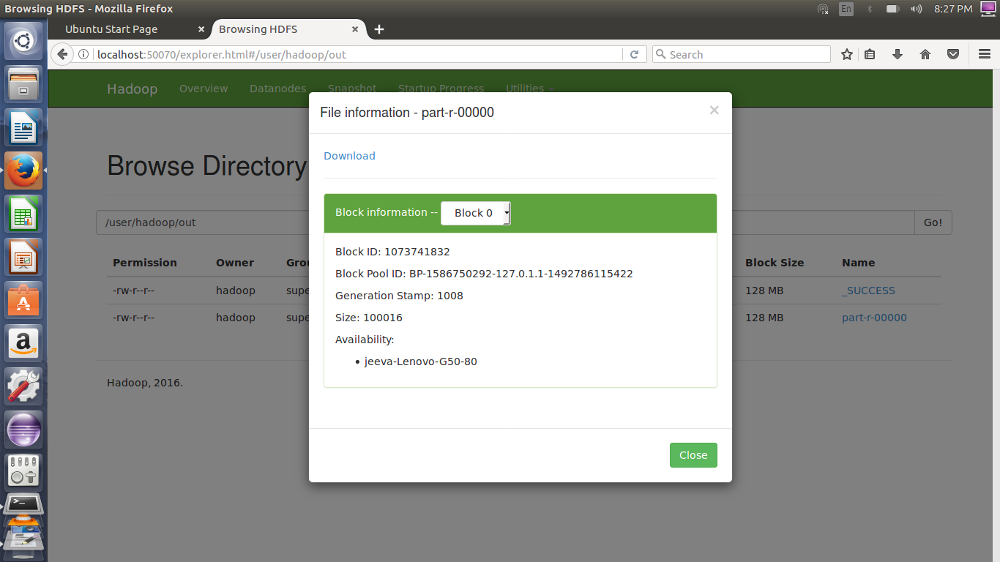 Browsing HDFS - Mozilla Firefox
En
8:27 PM
Ubuntu Start Page × Browsing HDFS ×
localhost:50070/explorer.html#/user/hadoop/out
Search
Hadoop Overview Datanodes Snapshot Startup Progress Utilities
File information - part-r-00000 ×
Download
Browse Directory
Block information -- Block 0
/user/hadoop/out Go!
Block ID: 1073741832
Permission Owner Grou Block Size Name
Block Pool ID: BP-1586750292-127.0.1.1-1492786115422
-rw-r--r-- hadoop supe 128 MB _SUCCESS
Generation Stamp: 1008
-rw-r--r-- hadoop supe 128 MB part-r-00000
Size: 100016
Availability:
• jeeva-Lenovo-G50-80
Hadoop, 2016.
Close